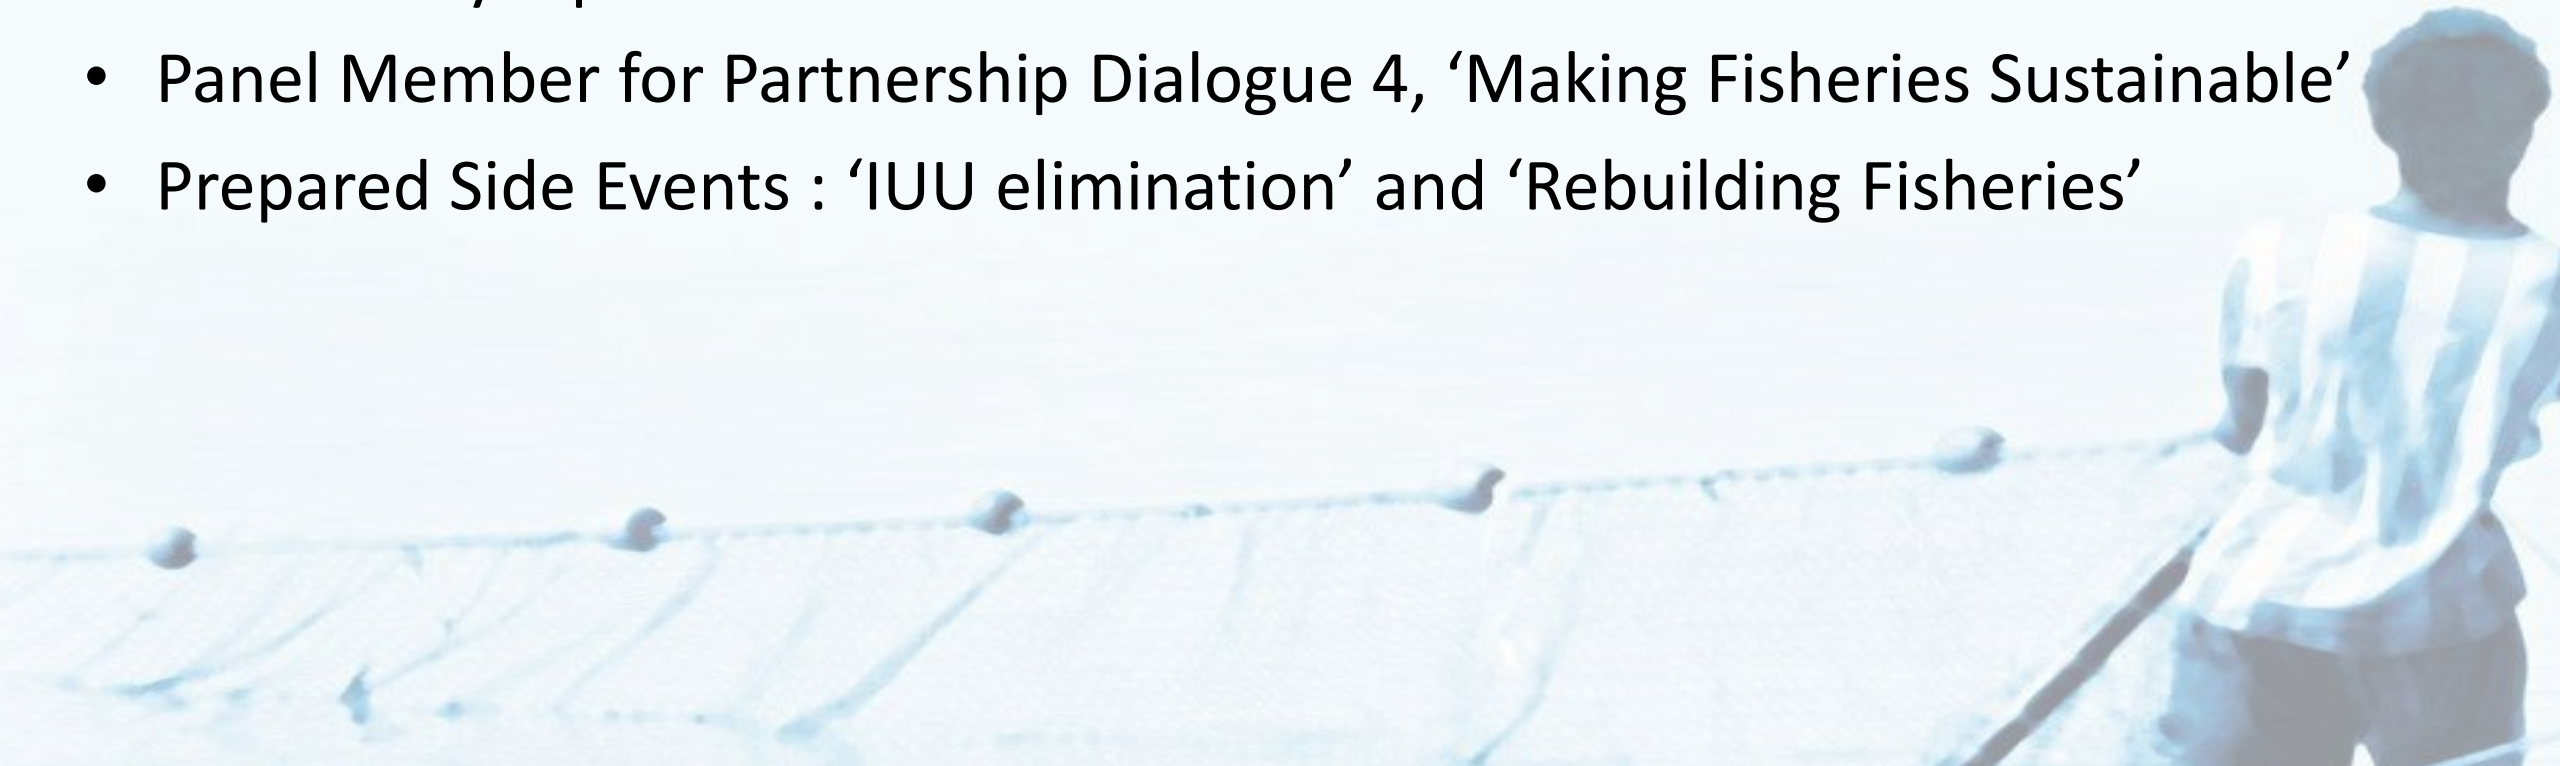 • Panel Member for Partnership Dialogue 4, ‘Making Fisheries Sustainable’
• Prepared Side Events : ‘IUU elimination’ and ‘Rebuilding Fisheries’